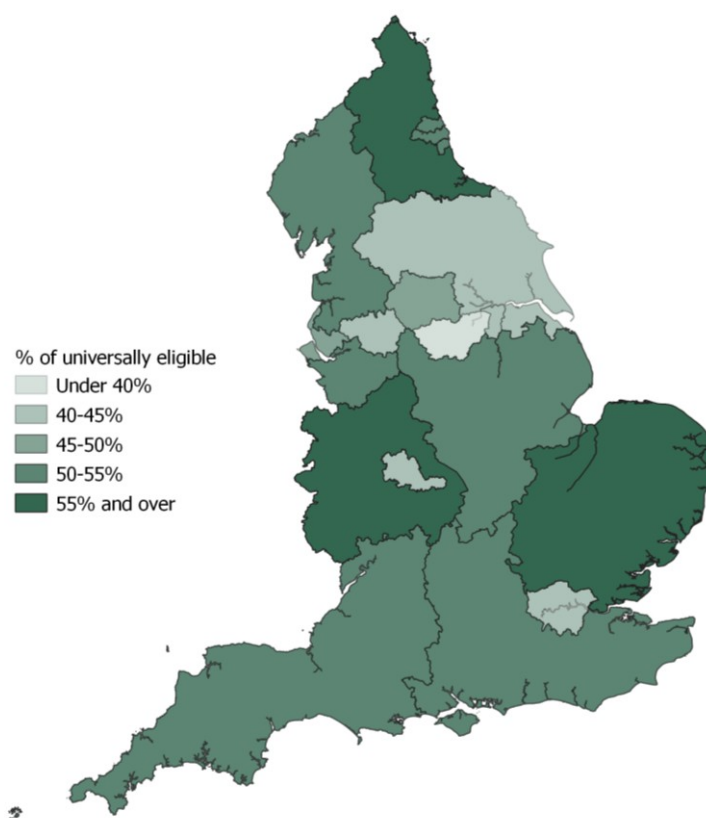 % of universally eligible
Under 40%
40-45%
45-50%
50-55%
55% and over